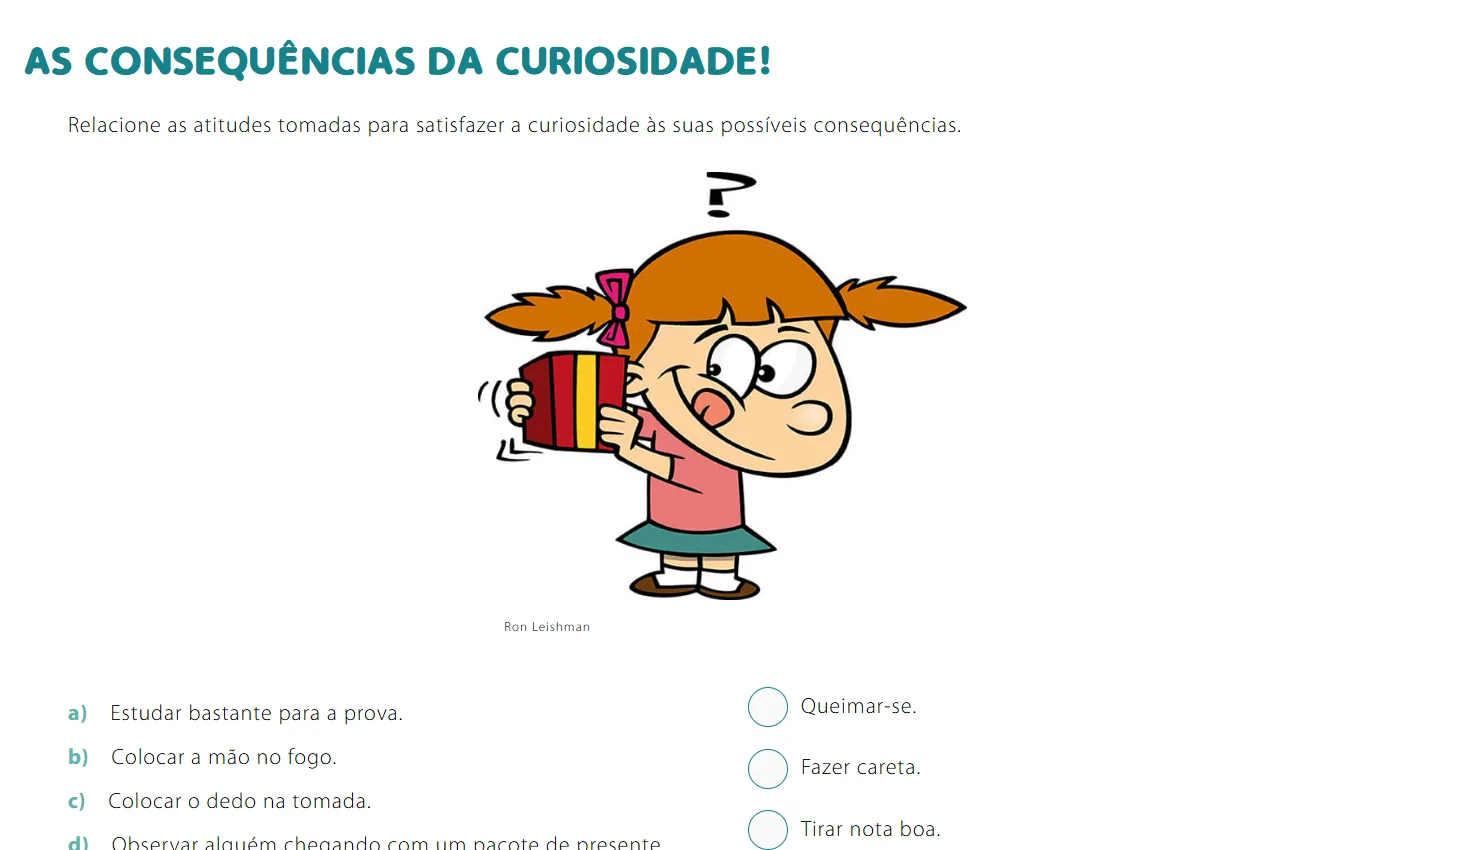 AS CONSEQUÊNCIAS DA CURIOSIDADE!
Relacione as atitudes tomadas para satisfazer a curiosidade às suas possíveis consequências.
?
Ron Leishman
a) Estudar bastante para a prova.
b) Colocar a mão no fogo.
c) Colocar o dedo na tomada.
d) Observar alguém chegando com um pacote de presente
Queimar-se.
Fazer careta.
Tirar nota boa.